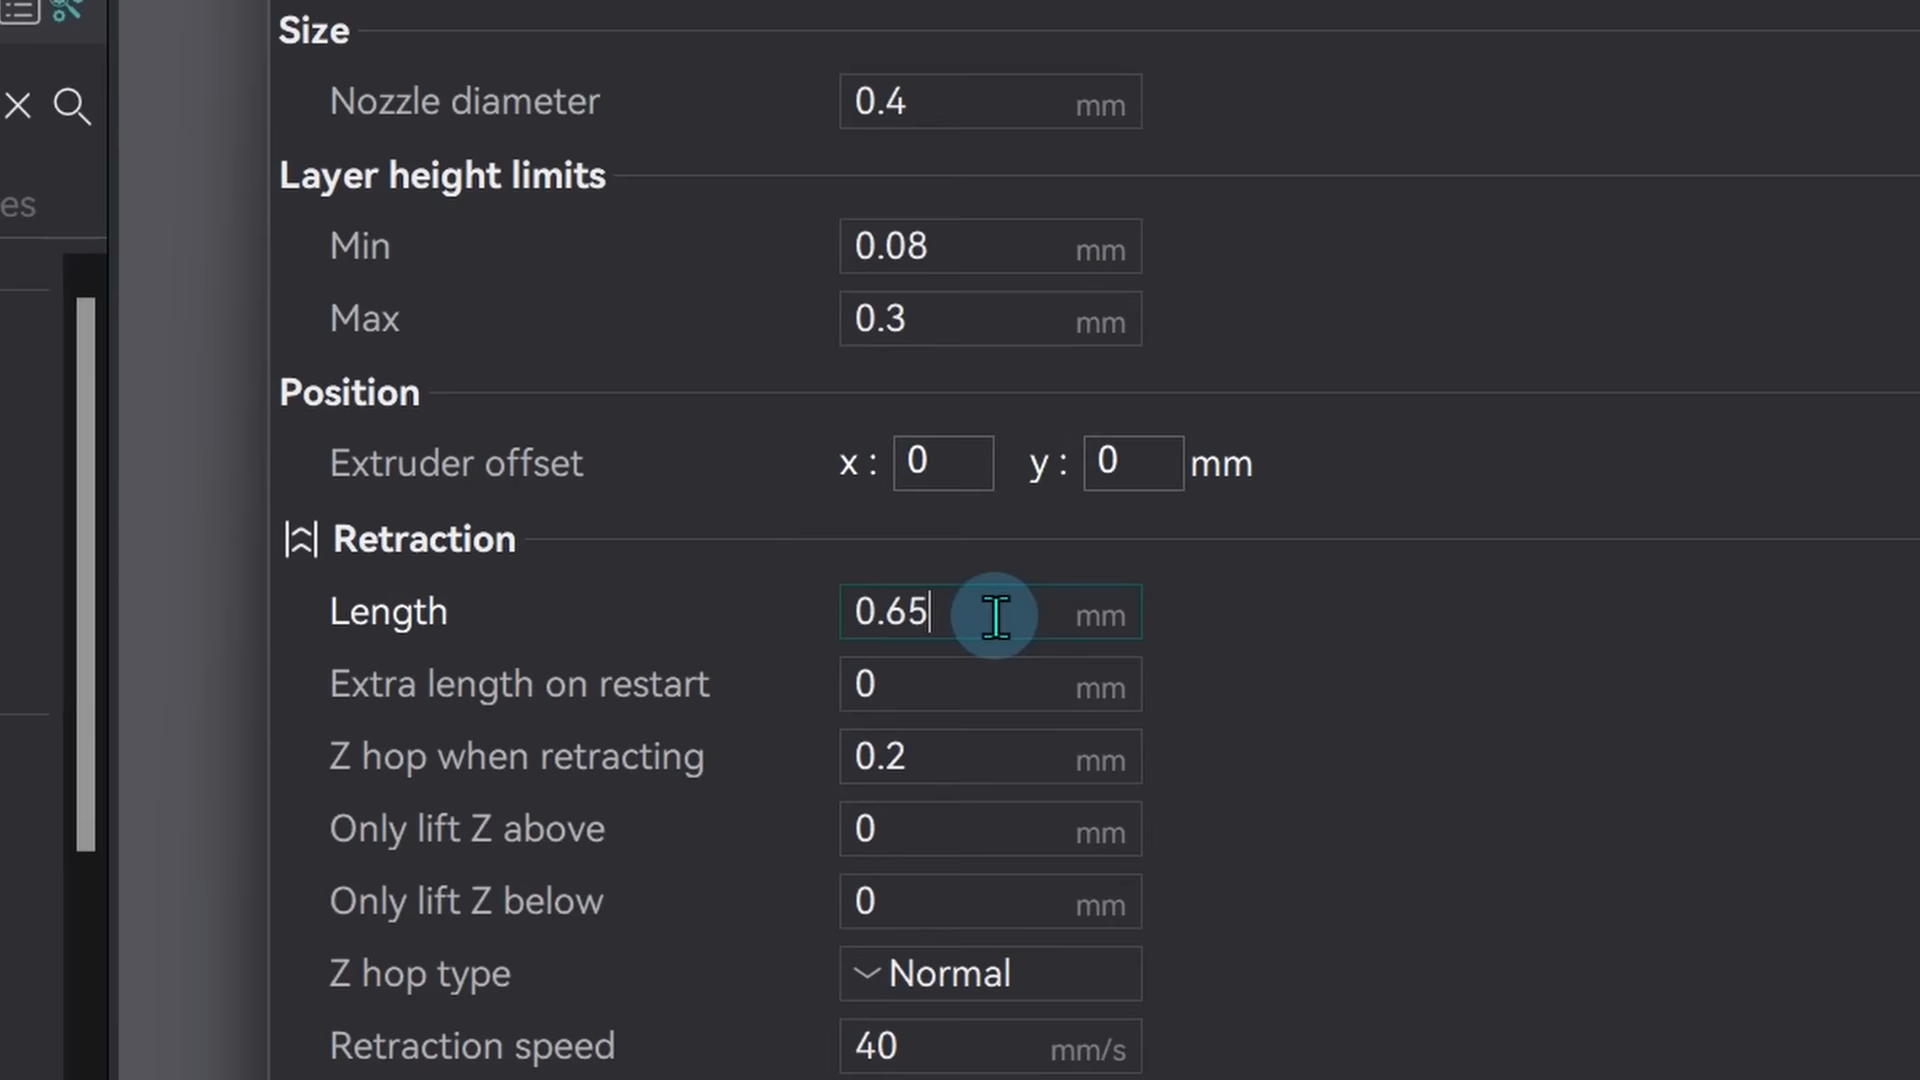 Size
Nozzle diameter 0.4 mm
Layer height limits
es
Min 0.08 mm
Max 0.3 mm
Position
Extruder offset x : 0 y : 0 mm
Retraction
Length 0.65 mm
Extra length on restart 0 mm
Z hop when retracting 0.2 mm
Only lift Z above 0 mm
Only lift Z below 0 mm
Z hop type Normal
Retraction speed 40 mm/s